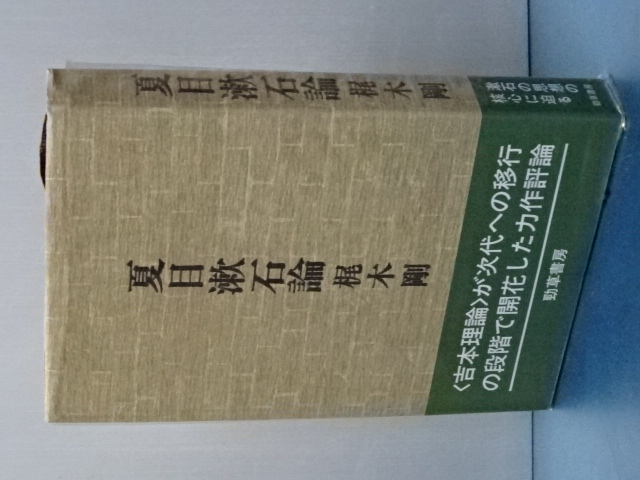 夏目漱石論 梶木 剛
漱石の思想の
核心に迫る
勁草書房
夏目漱石論 梶木 剛
〈吉本理論〉が次代への移行
の段階で開花した力作評論
勁草書房